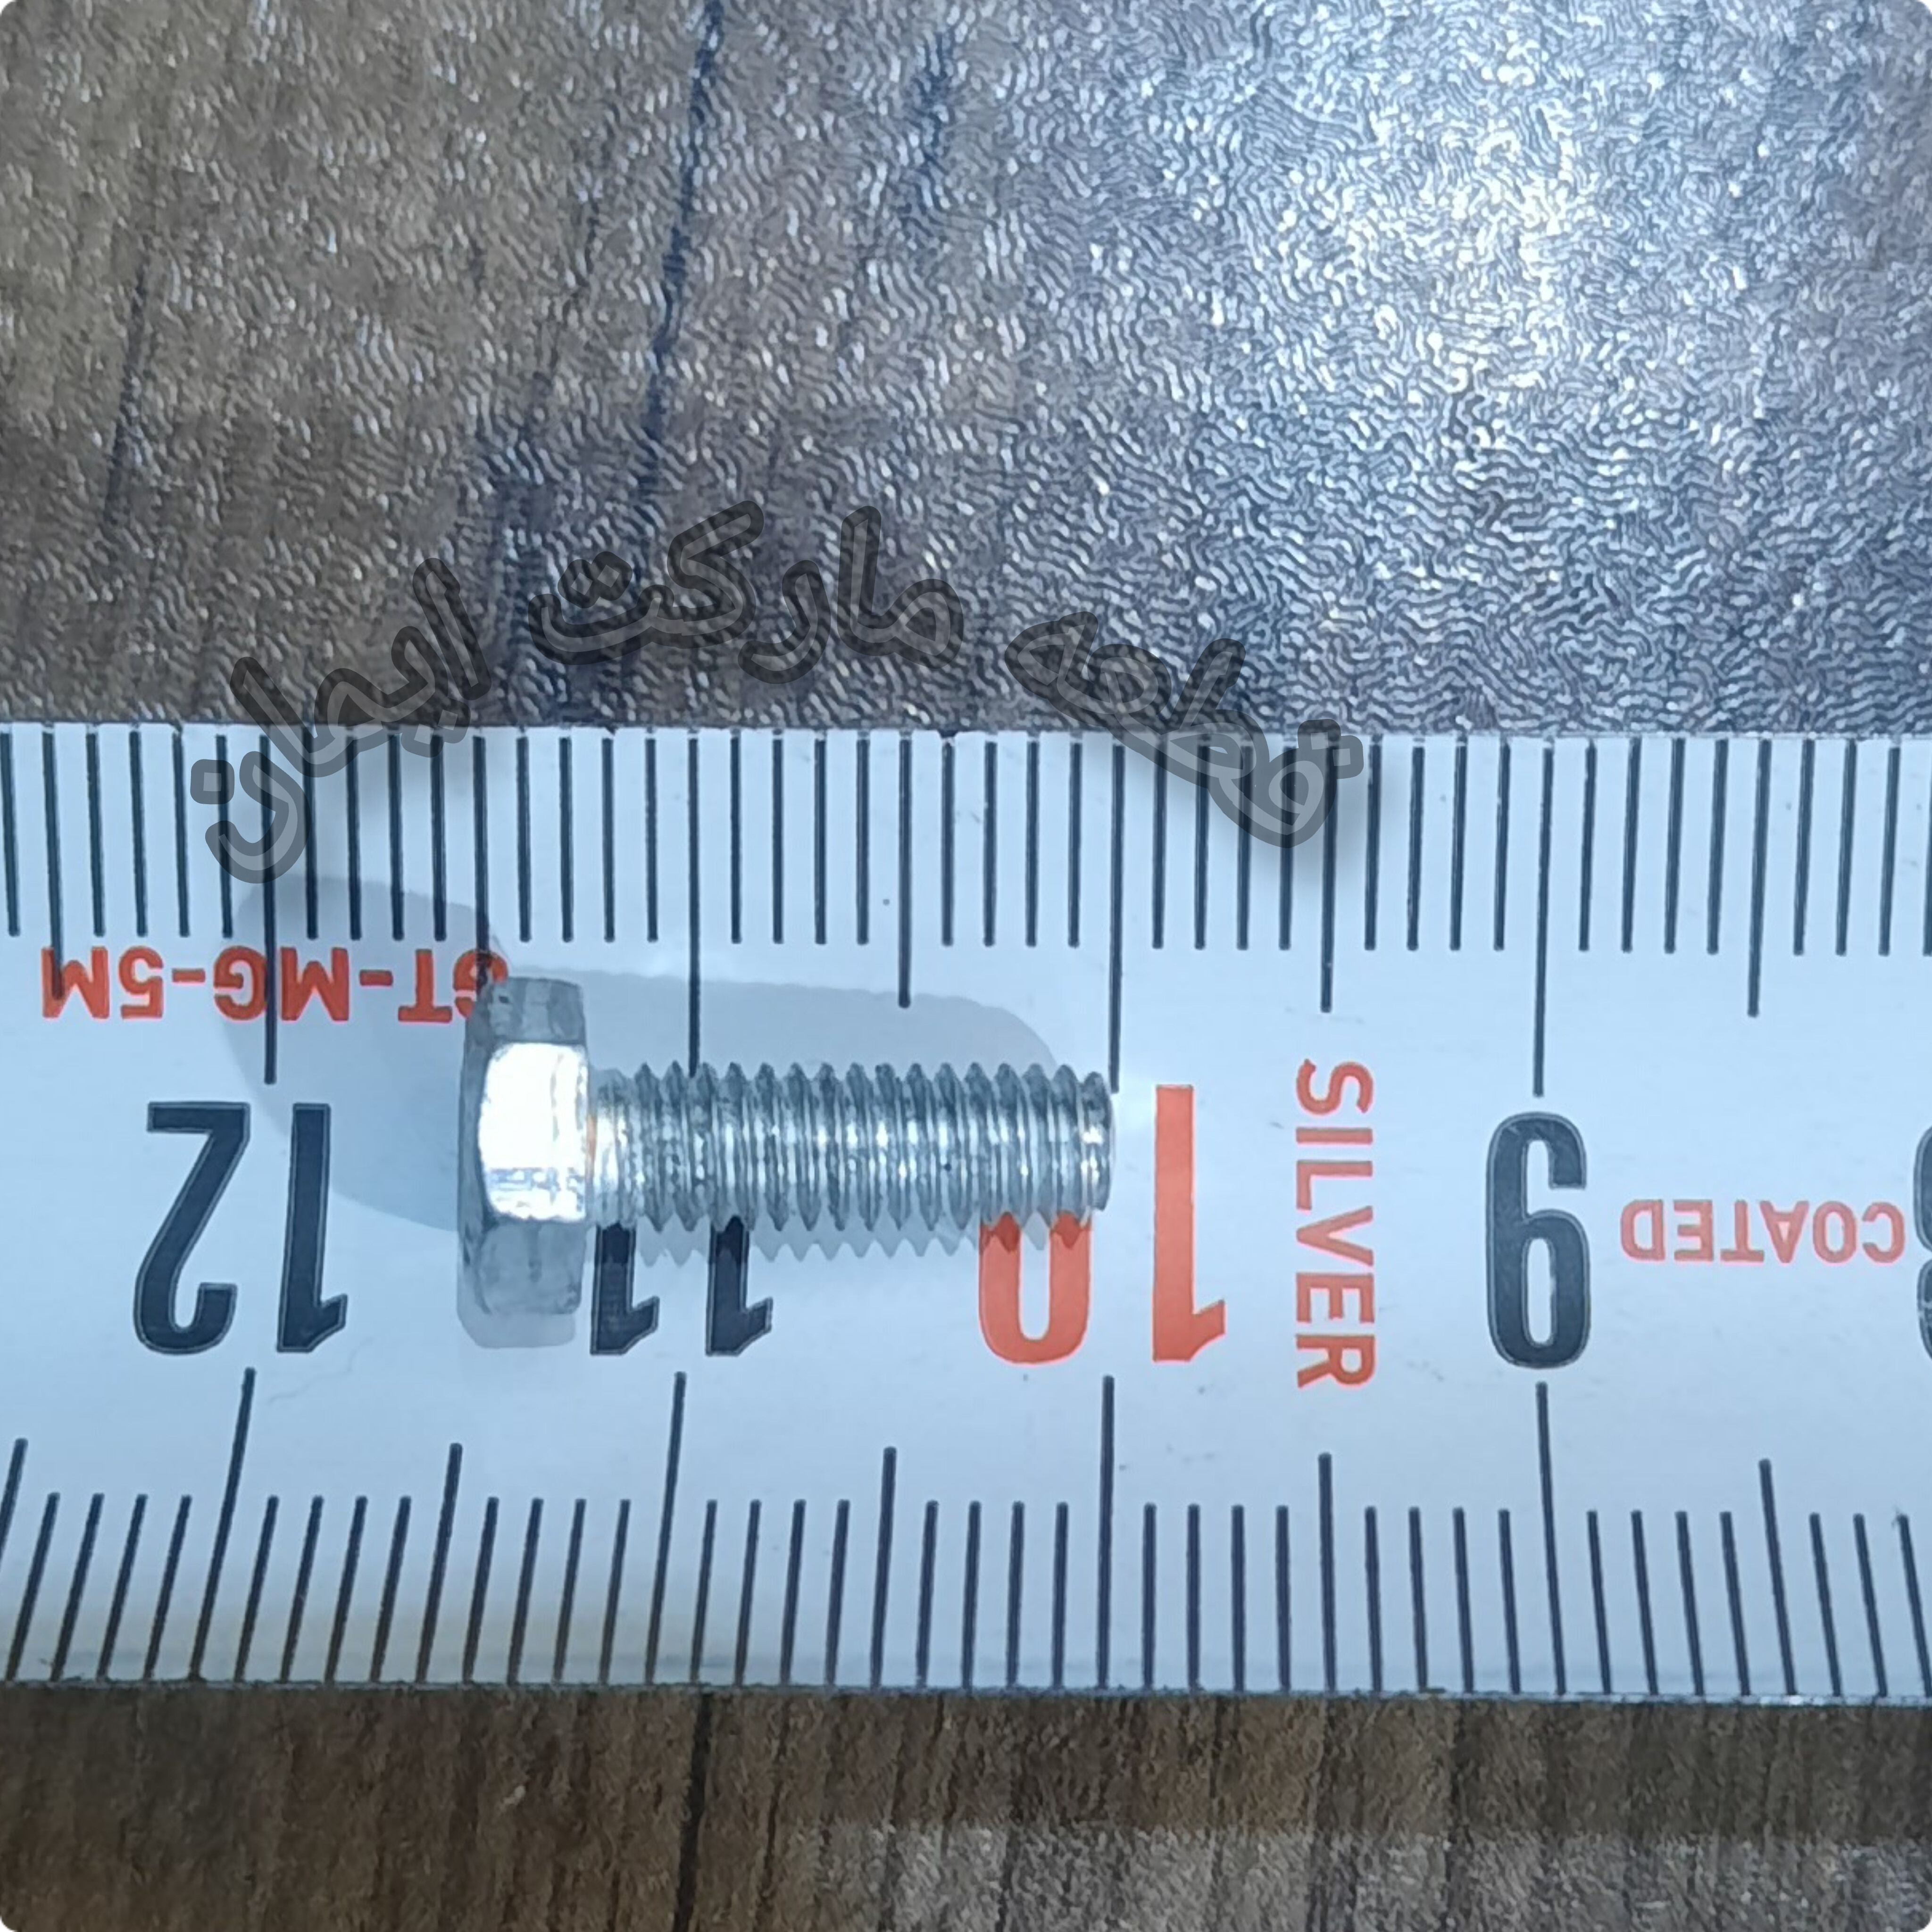 قطعه مارکت ایمان
GT-MG-5M
12 11 10 9
SILVER
COATED